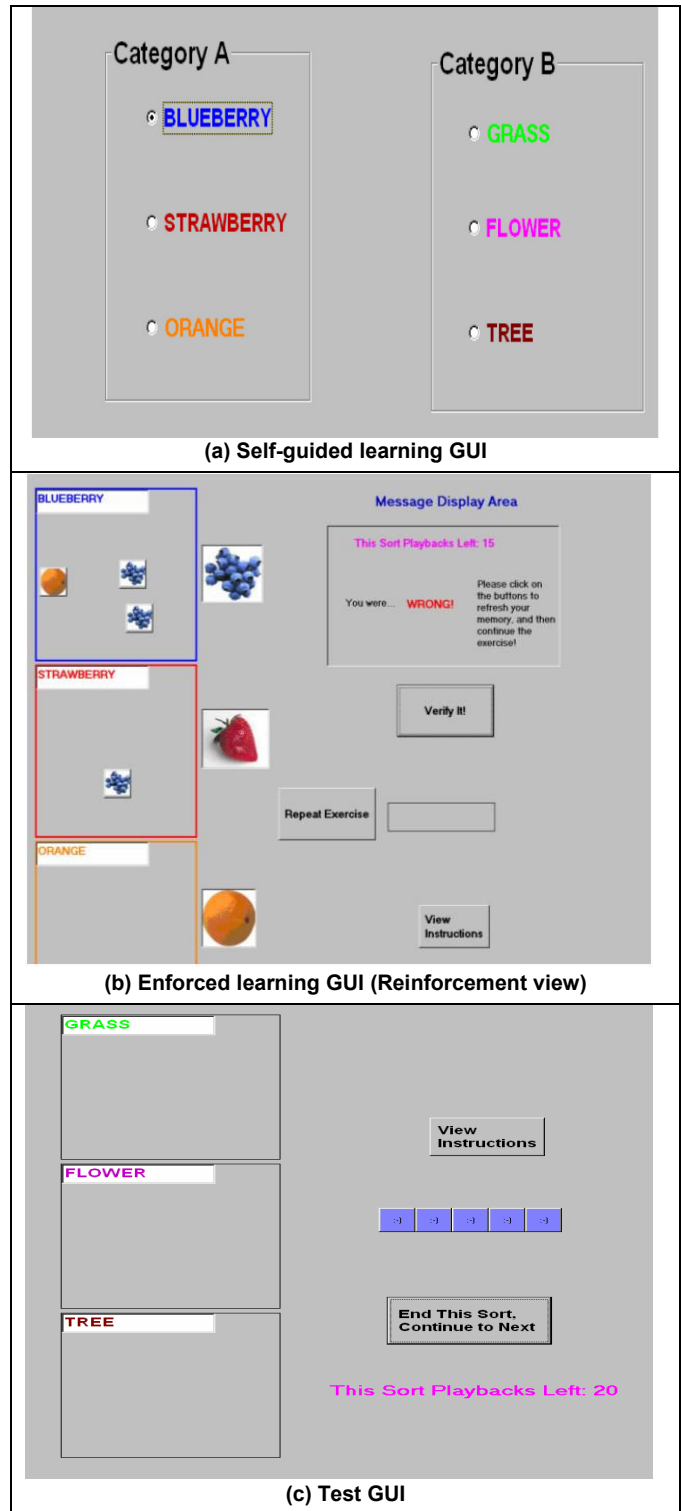 Category A
BLUEBERRY
STRAWBERRY
ORANGE
Category B
GRASS
FLOWER
TREE
(a) Self-guided learning GUI
BLUEBERRY
STRAWBERRY
ORANGE
Message Display Area
This Sort Playbacks Left: 15
You were... WRONG!
Please click on
the buttons to
refresh your
memory, and then
continue the
exercise!
Verify It!
Repeat Exercise
View
Instructions
(b) Enforced learning GUI (Reinforcement view)
GRASS
FLOWER
TREE
View
Instructions
:-) :-) :-) :-) :-)
End This Sort,
Continue to Next
This Sort Playbacks Left: 20
(c) Test GUI